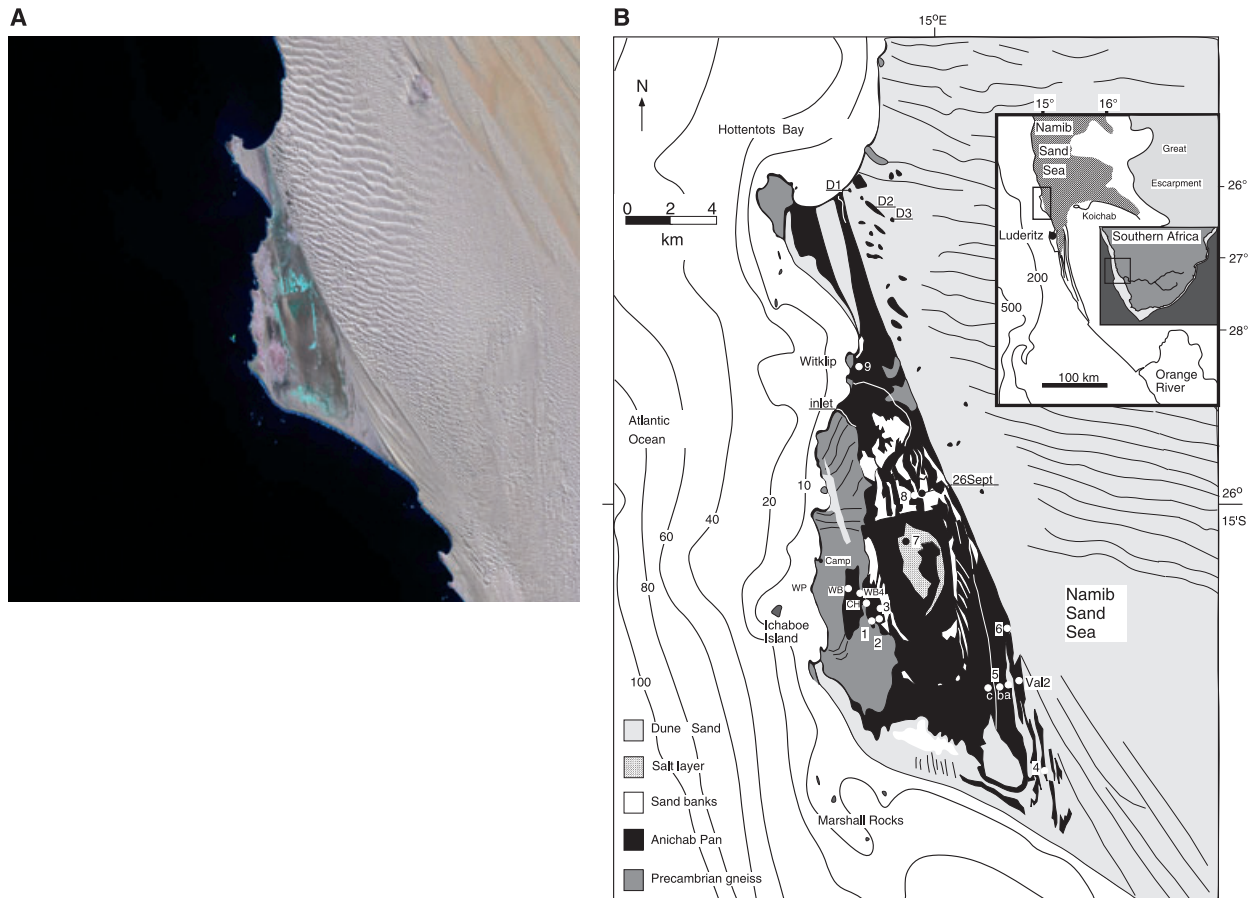 A
B
15°E
N
Hottentots Bay
0 2 4
km
D1
D2
D3
15° 16°
Namib
Sand
Sea
Great
Escarpment
26°
Koichab
Luderitz
Southern Africa
27°
200
500
28°
Orange
River
100 km
Witklip
9
inlet
Atlantic
Ocean
26Sept
8
10
20
26°
15'S
40
60
7
Camp
80
WP
WB
WB4
CH
3
Ichaboe
Island
1
2
Namib
Sand
Sea
6
100
5
Val2
c ba
4
Dune Sand
Salt layer
Sand banks
Marshall Rocks
Anichab Pan
Precambrian gneiss